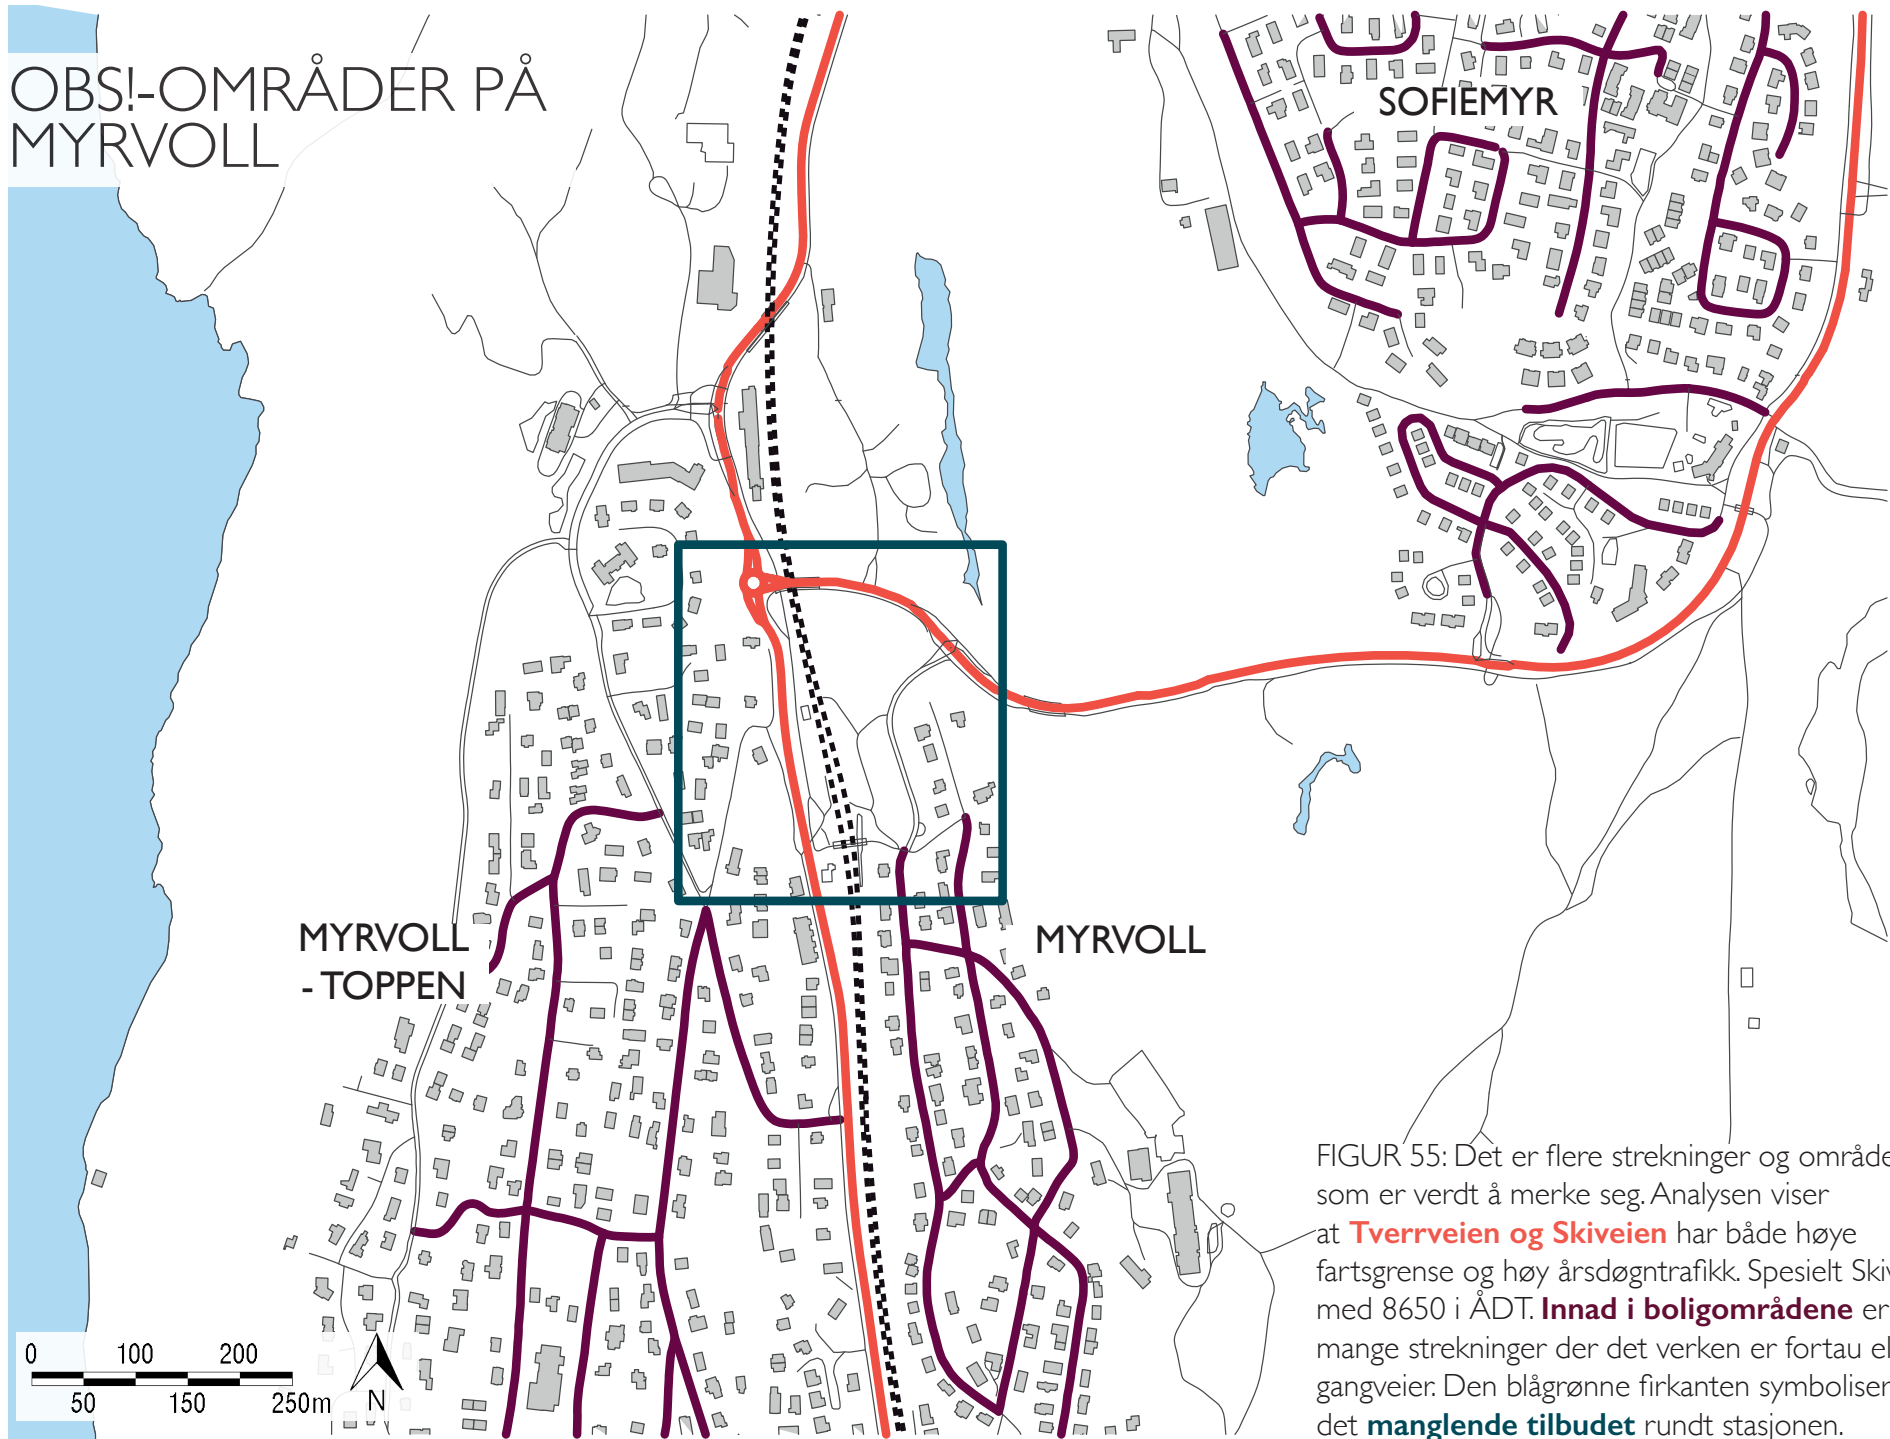 OBS!-OMRÅDER PÅ
MYRVOLL
SOFIEMYR
MYRVOLL
- TOPPEN
MYRVOLL
FIGUR 55: Det er flere strekninger og område
som er verdt å merke seg. Analysen viser
at Tverrveien og Skiveien har både høye
fartsgrense og høy årsdøgntrafikk. Spesielt Skiv
med 8650 i ÅDT. Innad i boligområdene er
mange strekninger der det verken er fortau el
gangveier. Den blågrønne firkanten symboliser
det manglende tilbudet rundt stasjonen.
0 100 200
50 150 250m
N